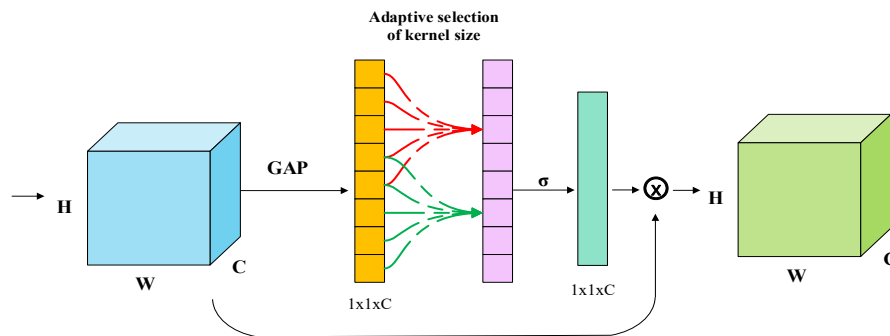 Adaptive selection
of kernel size
GAP
σ
x
H
W
C
1x1xC
1x1xC
H
W
C